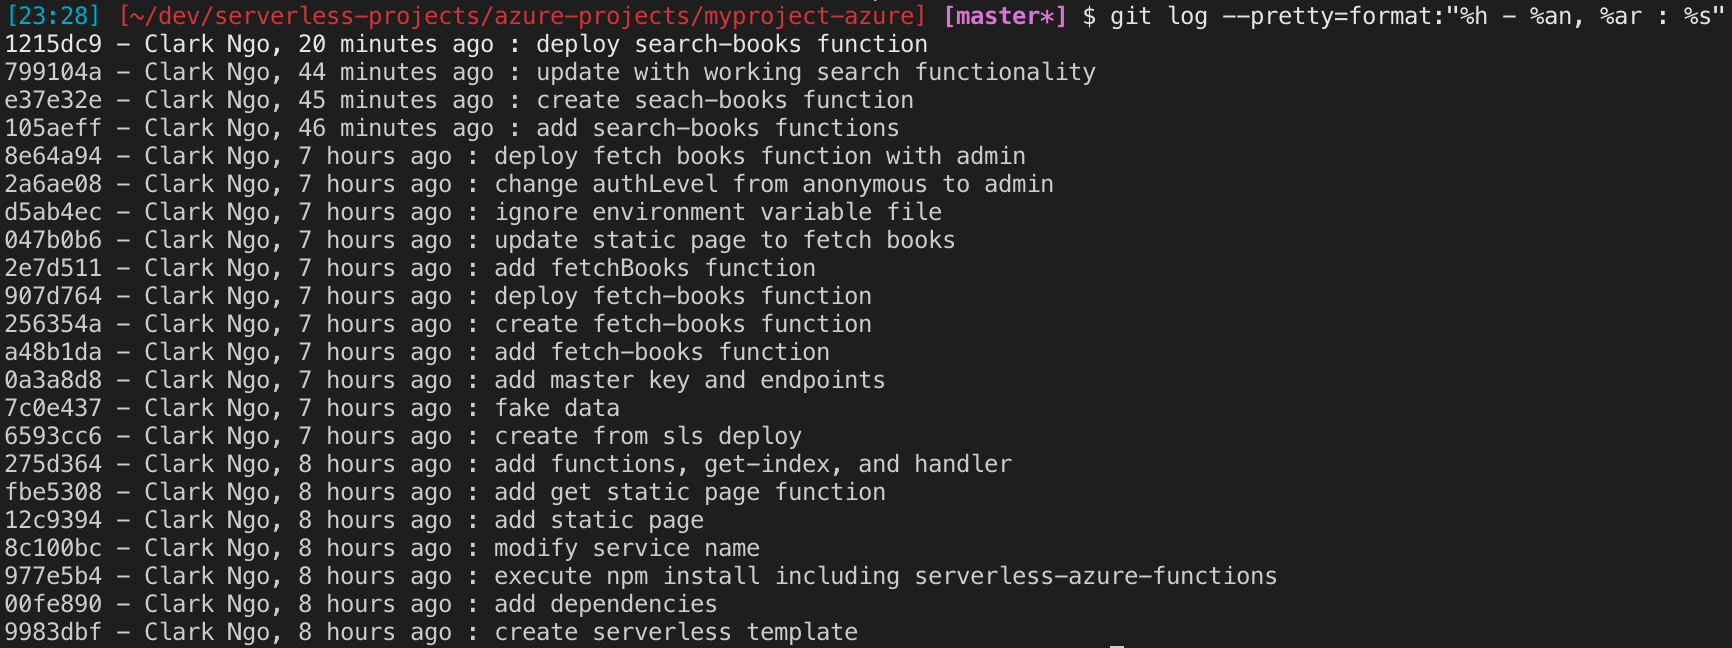 [23:28] [~/dev/serverless-projects/azure-projects/myproject-azure] [master*] $ git log --pretty=format:"%h - %an, %ar : %s"
1215dc9 - Clark Ngo, 20 minutes ago : deploy search-books function
799104a - Clark Ngo, 44 minutes ago : update with working search functionality
e37e32e - Clark Ngo, 45 minutes ago : create seach-books function
105aeff - Clark Ngo, 46 minutes ago : add search-books functions
8e64a94 - Clark Ngo, 7 hours ago : deploy fetch books function with admin
2a6ae08 - Clark Ngo, 7 hours ago : change authLevel from anonymous to admin
d5ab4ec - Clark Ngo, 7 hours ago : ignore environment variable file
047b0b6 - Clark Ngo, 7 hours ago : update static page to fetch books
2e7d511 - Clark Ngo, 7 hours ago : add fetchBooks function
907d764 - Clark Ngo, 7 hours ago : deploy fetch-books function
256354a - Clark Ngo, 7 hours ago : create fetch-books function
a48b1da - Clark Ngo, 7 hours ago : add fetch-books function
0a3a8d8 - Clark Ngo, 7 hours ago : add master key and endpoints
7c0e437 - Clark Ngo, 7 hours ago : fake data
6593cc6 - Clark Ngo, 7 hours ago : create from sls deploy
275d364 - Clark Ngo, 8 hours ago : add functions, get-index, and handler
fbe5308 - Clark Ngo, 8 hours ago : add get static page function
12c9394 - Clark Ngo, 8 hours ago : add static page
8c100bc - Clark Ngo, 8 hours ago : modify service name
977e5b4 - Clark Ngo, 8 hours ago : execute npm install including serverless-azure-functions
00fe890 - Clark Ngo, 8 hours ago : add dependencies
9983dbf - Clark Ngo, 8 hours ago : create serverless template